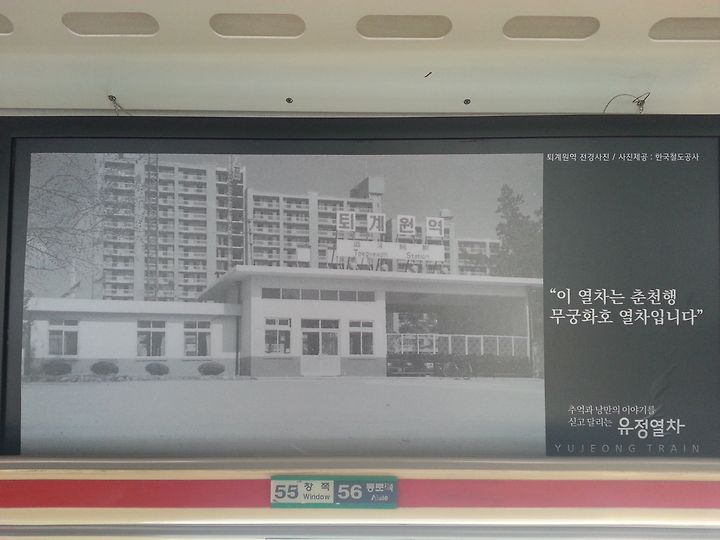 퇴계원역 전경사진 / 사진제공 : 한국철도공사
퇴계원역
Station
“이 열차는 춘천행
무궁화호 열차입니다”
추억과 낭만의 이야기를
싣고 달리는 유정열차
YUJEONG TRAIN
55 창 쪽 Window 56 통로쪽 Aisle